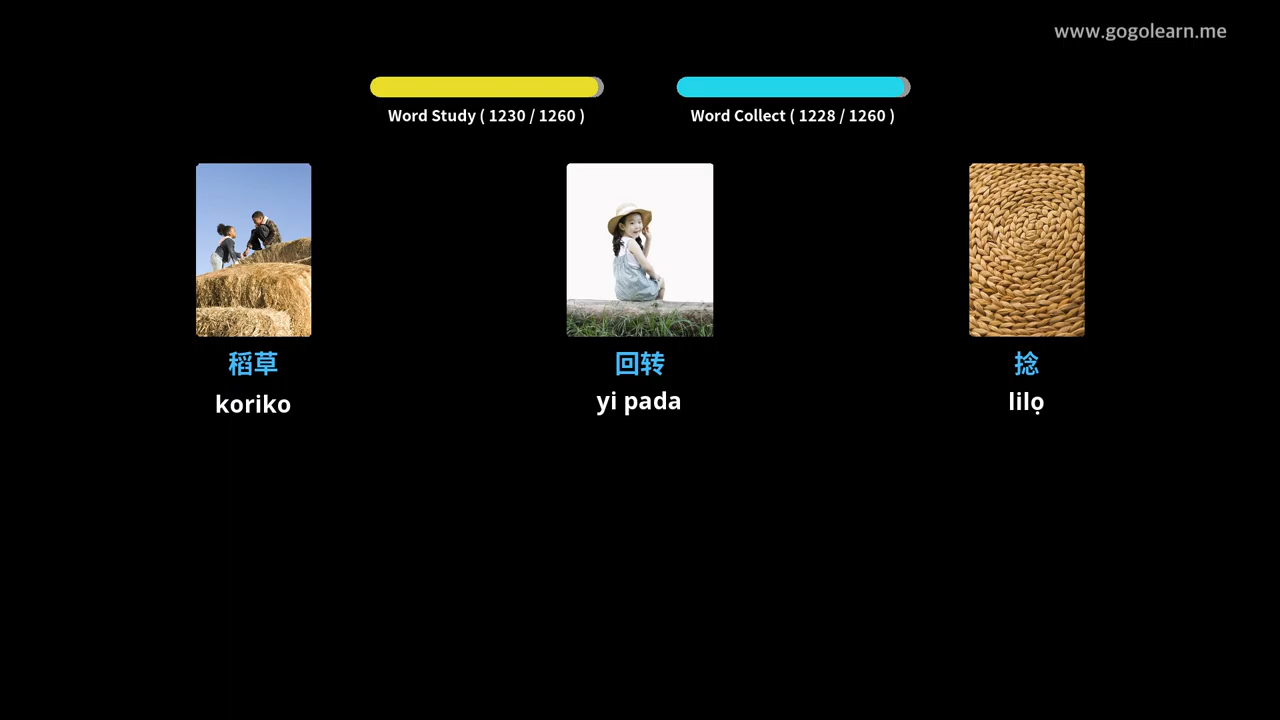 www.gogolearn.me
Word Study ( 1230 / 1260 )
Word Collect ( 1228 / 1260 )
稻草
koriko
回转
yi pada
捻
lilọ